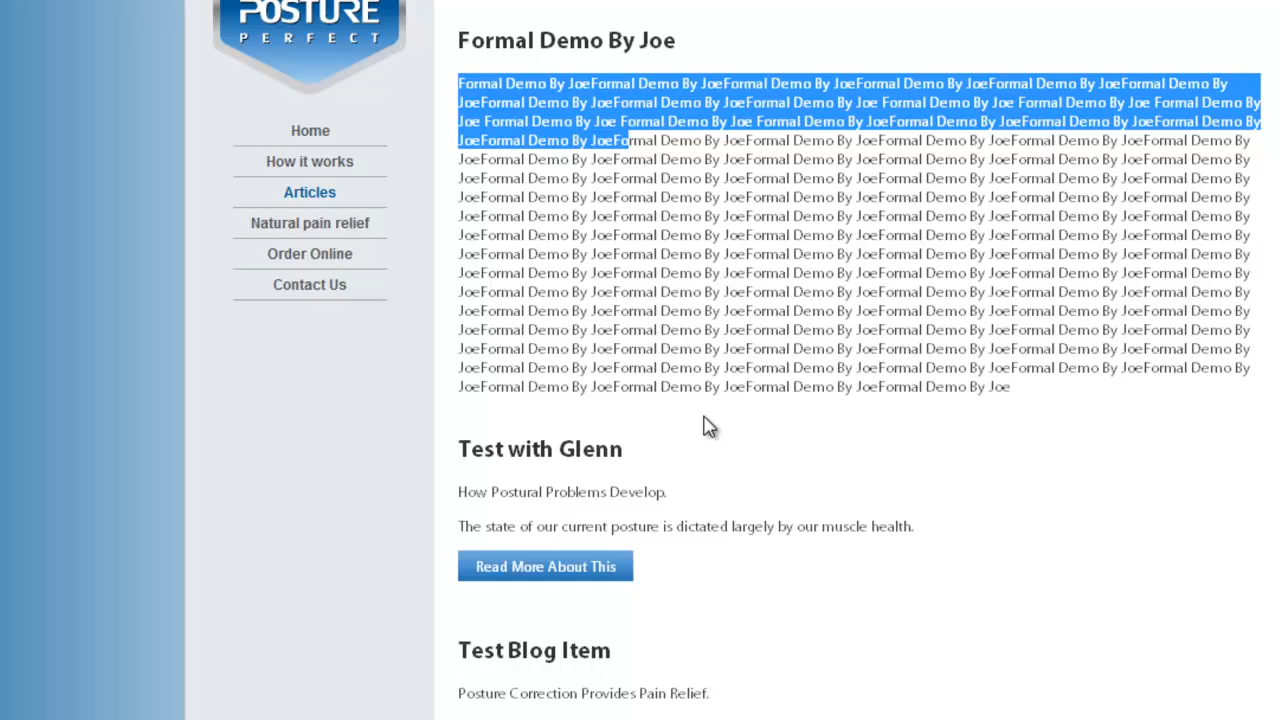 POSTURE
PERFECT
Home
How it works
Articles
Natural pain relief
Order Online
Contact Us
Formal Demo By Joe
Formal Demo By JoeFormal Demo By JoeFormal Demo By JoeFormal Demo By JoeFormal Demo By JoeFormal Demo By
JoeFormal Demo By JoeFormal Demo By JoeFormal Demo By Joe Formal Demo By Joe Formal Demo By Joe Formal Demo By
Joe Formal Demo By Joe Formal Demo By Joe Formal Demo By JoeFormal Demo By JoeFormal Demo By JoeFormal Demo By
JoeFormal Demo By JoeFormal Demo By JoeFormal Demo By JoeFormal Demo By JoeFormal Demo By JoeFormal Demo By
JoeFormal Demo By JoeFormal Demo By JoeFormal Demo By JoeFormal Demo By JoeFormal Demo By JoeFormal Demo By
JoeFormal Demo By JoeFormal Demo By JoeFormal Demo By JoeFormal Demo By JoeFormal Demo By JoeFormal Demo By
JoeFormal Demo By JoeFormal Demo By JoeFormal Demo By JoeFormal Demo By JoeFormal Demo By JoeFormal Demo By
JoeFormal Demo By JoeFormal Demo By JoeFormal Demo By JoeFormal Demo By JoeFormal Demo By JoeFormal Demo By
JoeFormal Demo By JoeFormal Demo By JoeFormal Demo By JoeFormal Demo By JoeFormal Demo By JoeFormal Demo By
JoeFormal Demo By JoeFormal Demo By JoeFormal Demo By JoeFormal Demo By JoeFormal Demo By JoeFormal Demo By
JoeFormal Demo By JoeFormal Demo By JoeFormal Demo By JoeFormal Demo By JoeFormal Demo By JoeFormal Demo By
JoeFormal Demo By JoeFormal Demo By JoeFormal Demo By JoeFormal Demo By JoeFormal Demo By JoeFormal Demo By
JoeFormal Demo By JoeFormal Demo By JoeFormal Demo By JoeFormal Demo By JoeFormal Demo By JoeFormal Demo By
JoeFormal Demo By JoeFormal Demo By JoeFormal Demo By JoeFormal Demo By JoeFormal Demo By JoeFormal Demo By
JoeFormal Demo By JoeFormal Demo By JoeFormal Demo By JoeFormal Demo By JoeFormal Demo By JoeFormal Demo By
JoeFormal Demo By JoeFormal Demo By JoeFormal Demo By JoeFormal Demo By JoeFormal Demo By JoeFormal Demo By
JoeFormal Demo By JoeFormal Demo By JoeFormal Demo By JoeFormal Demo By Joe
Test with Glenn
How Postural Problems Develop.
The state of our current posture is dictated largely by our muscle health.
Read More About This
Test Blog Item
Posture Correction Provides Pain Relief.